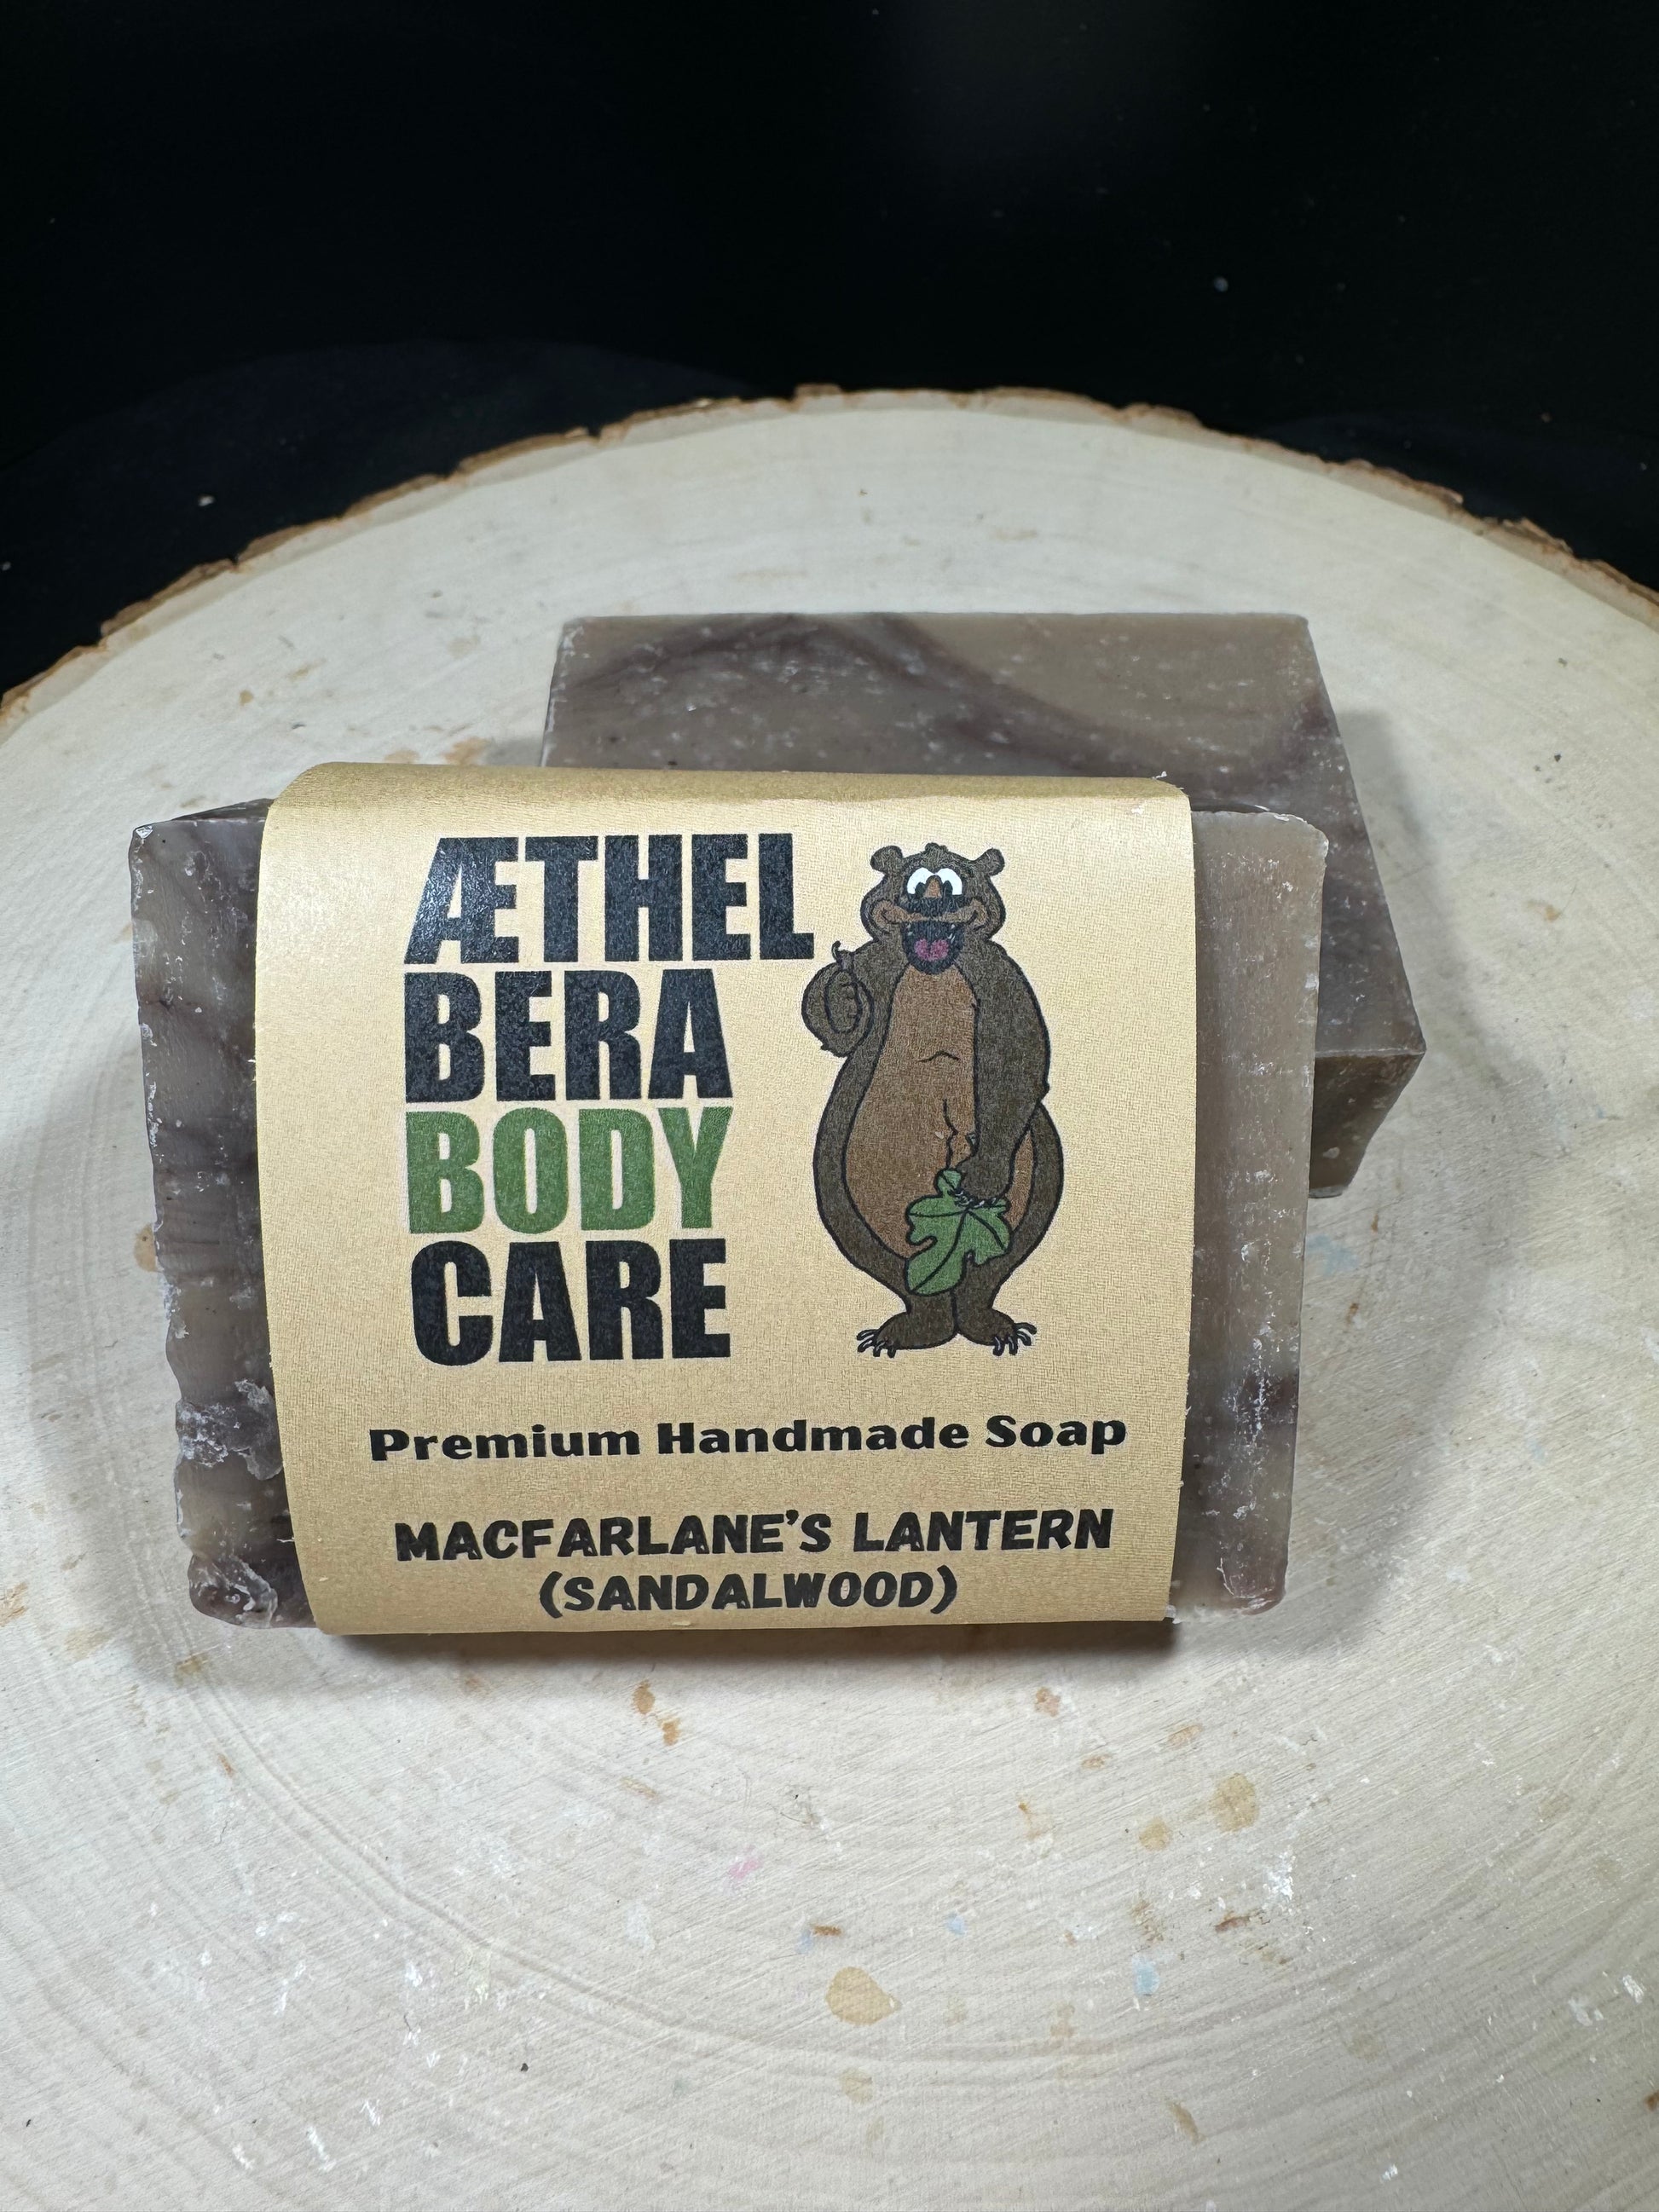 ÆTHEL
BERA
BODY
CARE
Premium Handmade Soap
MACFARLANE'S LANTERN
(SANDALWOOD)